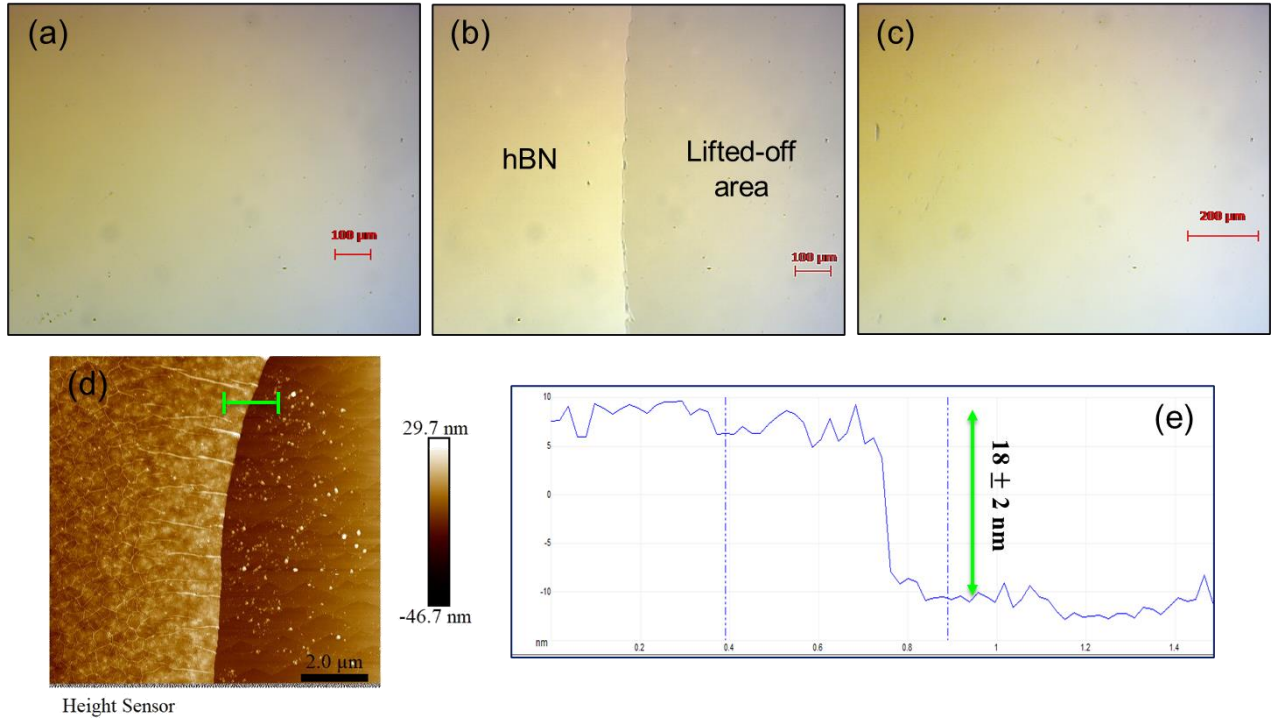 (a)
100 μm
(b)
hBN
Lifted-off
area
100 μm
(c)
200 μm
(d)
29.7 nm
-46.7 nm
2.0 μm
Height Sensor
(e)
10
5
0
-5
-10
nm
0.2
0.4
0.6
0.8
1
1.2
1.4
18 ± 2 nm